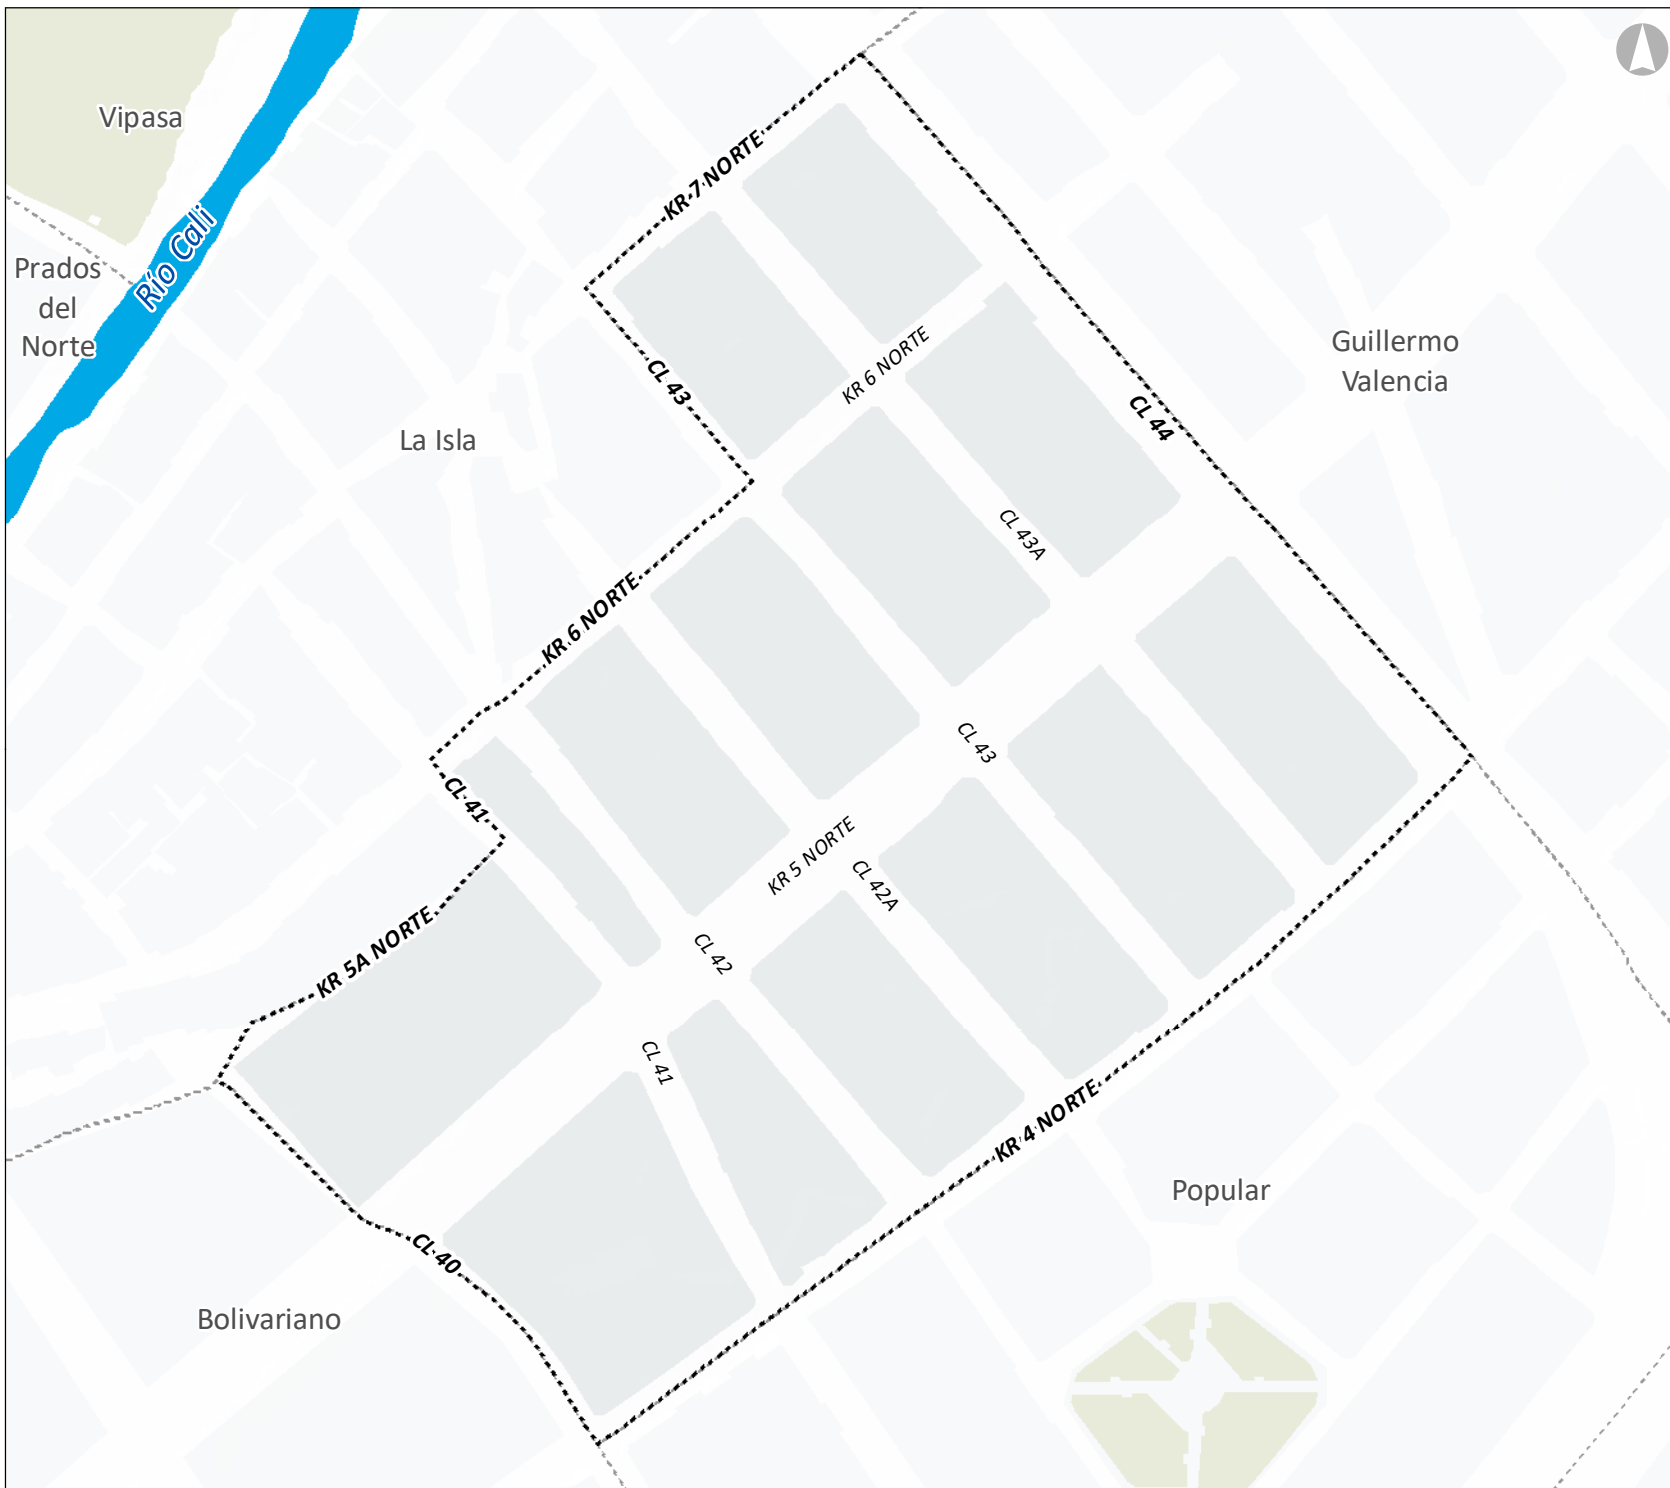 Vipasa
KR 7 NORTE
Río Cali
Prados
del
Norte
Guillermo
Valencia
KR 6 NORTE
CL 43
CL 44
La Isla
CL 43A
KR 6 NORTE
CL 43
CL 41
KR 5 NORTE
CL 42A
KR 5A NORTE
CL 42
CL 41
KR 4 NORTE
Popular
CL 40
Bolivariano